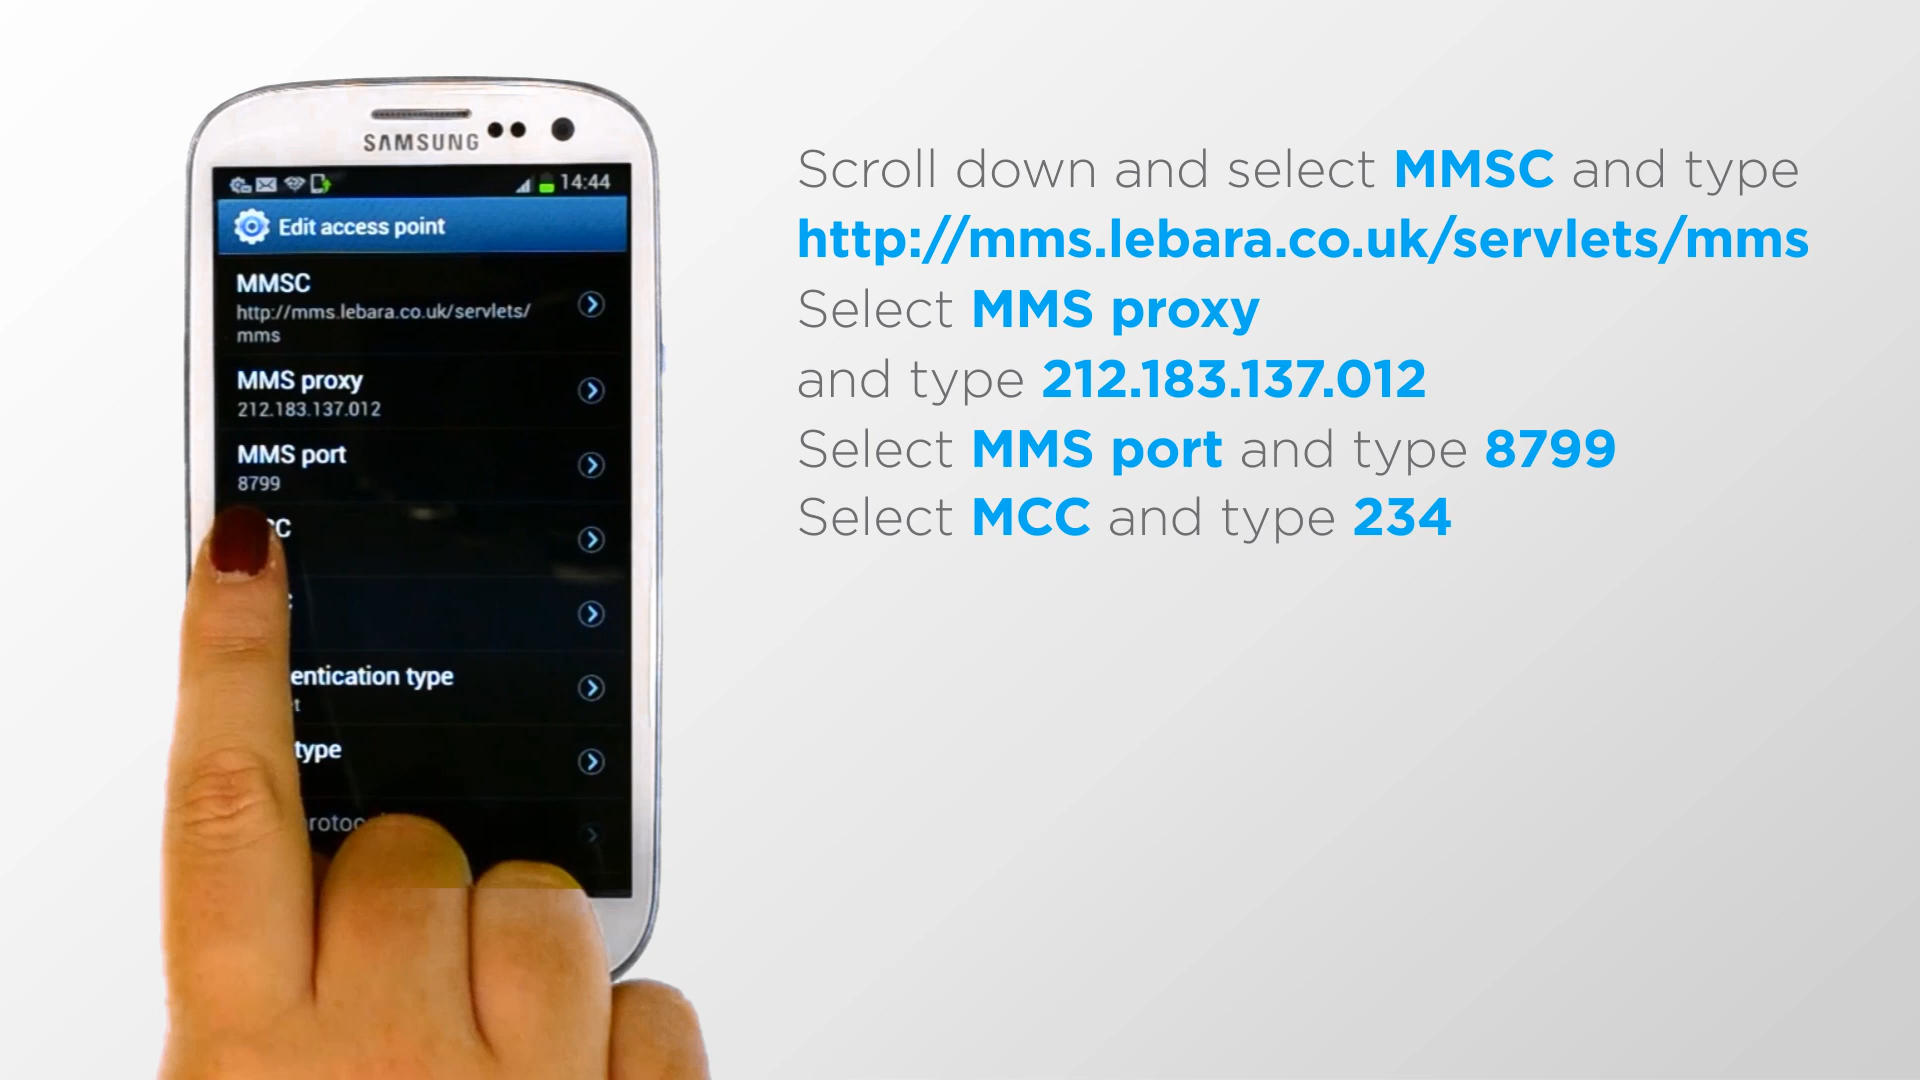 SAMSUNG
14:44
Edit access point
MMSC
http://mms.lebara.co.uk/servlets/
mms
MMS proxy
212.183.137.012
MMS port
8799
type
Scroll down and select MMSC and type
http://mms.lebara.co.uk/servlets/mms
Select MMS proxy
and type 212.183.137.012
Select MMS port and type 8799
Select MCC and type 234